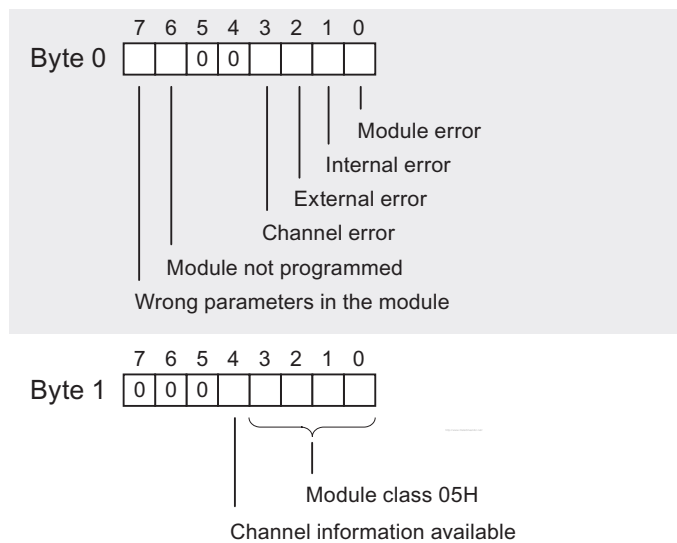 7 6 5 4 3 2 1 0
Byte 0 0 0
Module error
Internal error
External error
Channel error
Module not programmed
Wrong parameters in the module
7 6 5 4 3 2 1 0
Byte 1 0 0 0
Module class 05H
Channel information available